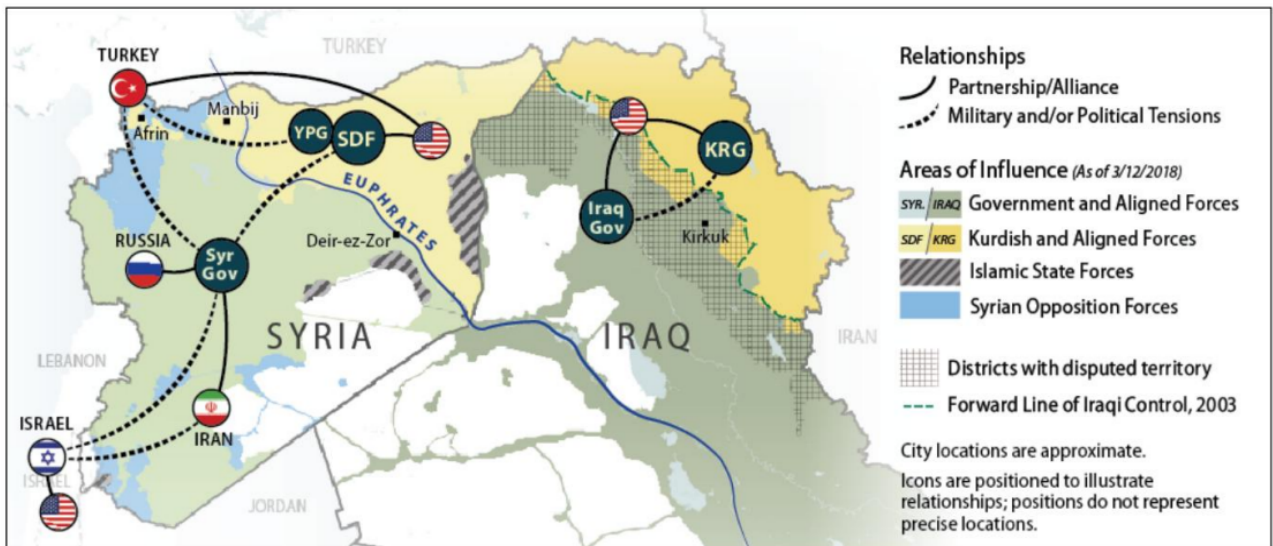 TURKEY
TURKEY
Manbij
Afrin
YPG
SDF
EUPHRATES
Deir-ez-Zor
RUSSIA
Syr
Gov
SYRIA
LEBANON
IRAN
ISRAEL
ISRAEL
JORDAN
KRG
Iraq
Gov
Kirkuk
IRAQ
IRAN
Relationships
Partnership/Alliance
Military and/or Political Tensions
Areas of Influence (As of 3/12/2018)
SYR. / IRAQ Government and Aligned Forces
SDF / KRG Kurdish and Aligned Forces
Islamic State Forces
Syrian Opposition Forces
Districts with disputed territory
Forward Line of Iraqi Control, 2003
City locations are approximate.
Icons are positioned to illustrate
relationships; positions do not represent
precise locations.